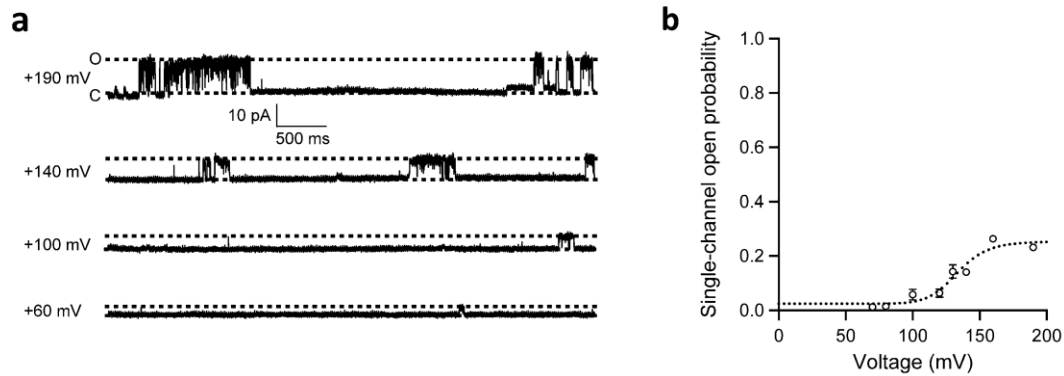 a
O
+190 mV
C
10 pA
500 ms
+140 mV
+100 mV
+60 mV
b
Single-channel open probability
1.0
0.8
0.6
0.4
0.2
0.0
0 50 100 150 200
Voltage (mV)